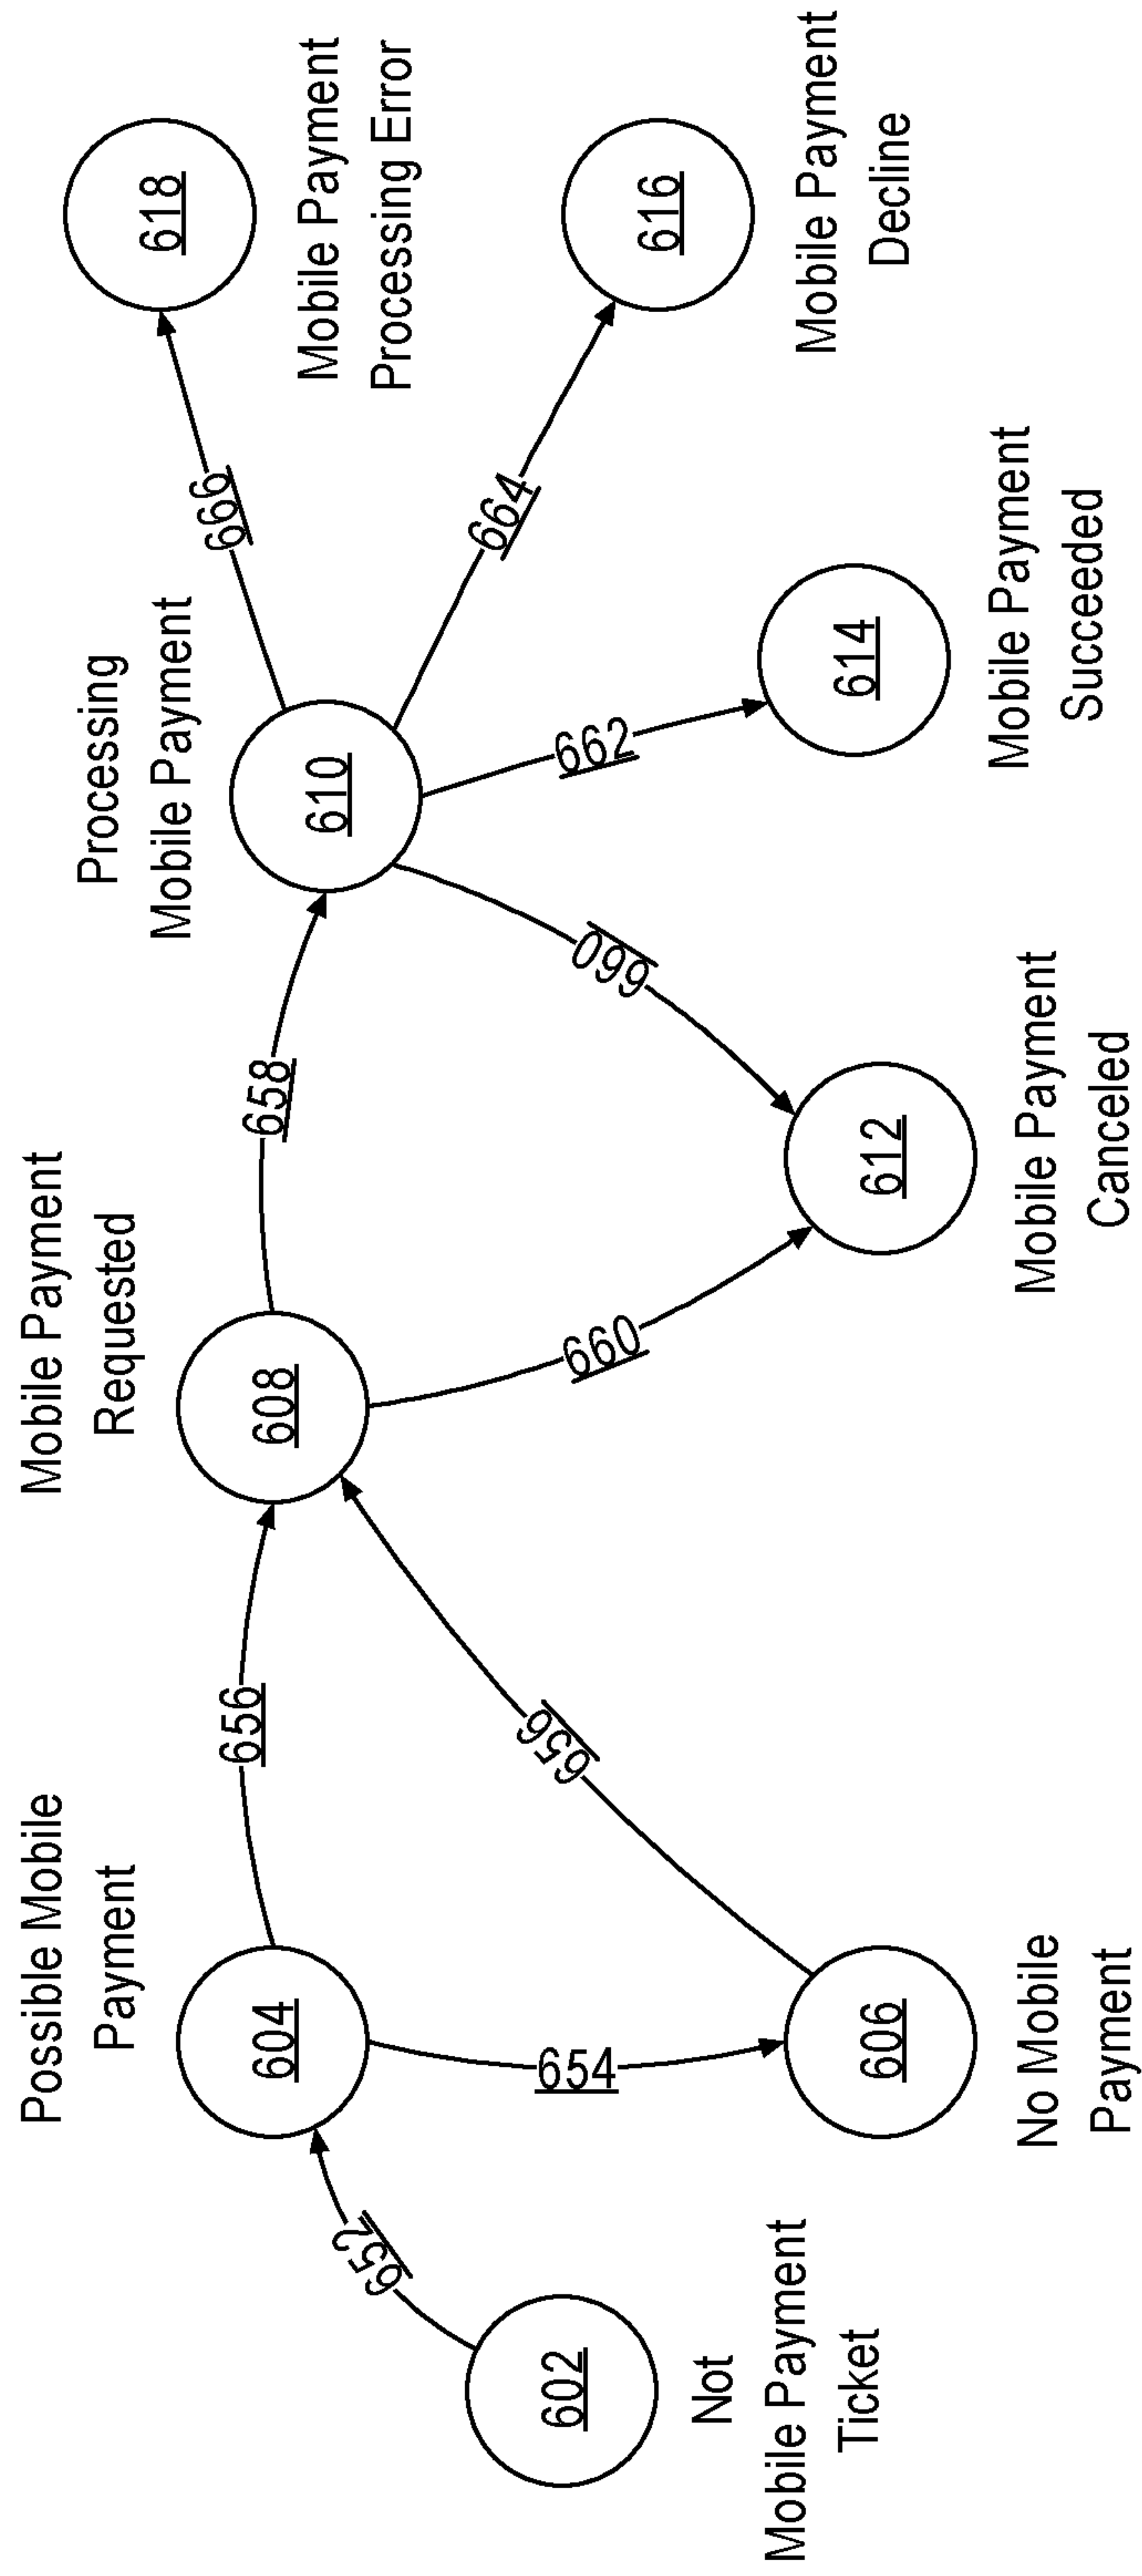 Not
Mobile Payment
Ticket
602
652
Possible Mobile
Payment
604
654
606
No Mobile
Payment
656
656
Mobile Payment
Requested
608
658
660
612
Mobile Payment
Canceled
660
Processing
Mobile Payment
610
662
614
Mobile Payment
Succeeded
664
616
Mobile Payment
Decline
666
618
Mobile Payment
Processing Error